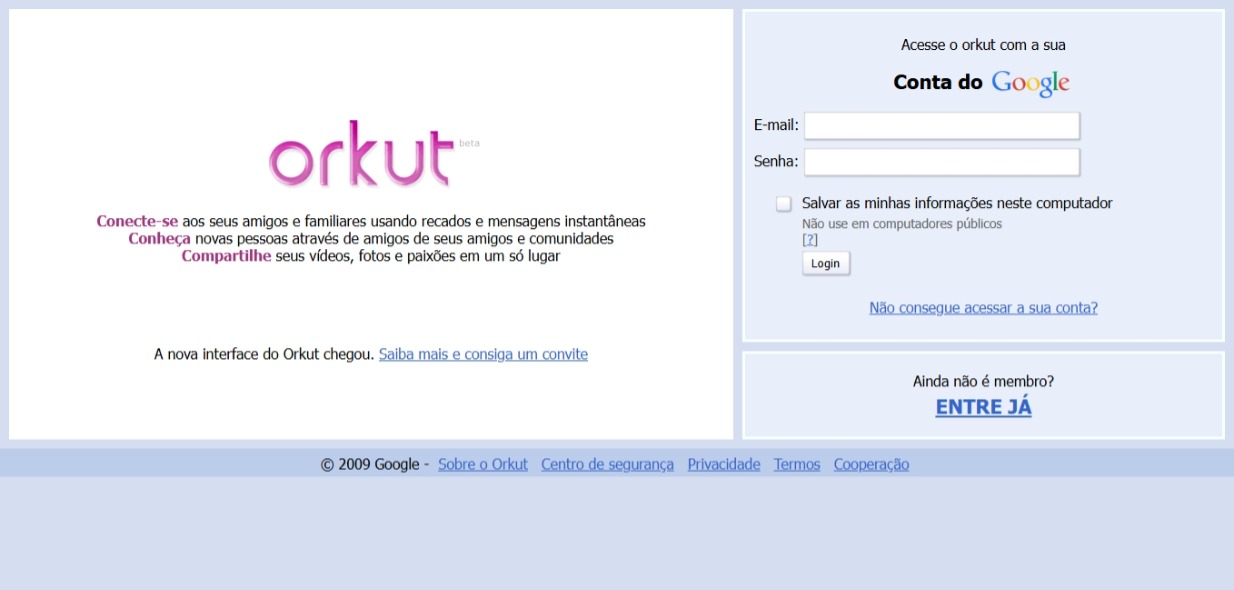 orkut beta
Conecte-se aos seus amigos e familiares usando recados e mensagens instantâneas
Conheça novas pessoas através de amigos de seus amigos e comunidades
Compartilhe seus vídeos, fotos e paixões em um só lugar
A nova interface do Orkut chegou. Saiba mais e consiga um convite
Acesse o orkut com a sua
Conta do Google
E-mail:
Senha:
Salvar as minhas informações neste computador
Não use em computadores públicos
[?]
Login
Não consegue acessar a sua conta?
Ainda não é membro?
ENTRE JÁ
© 2009 Google - Sobre o Orkut Centro de segurança Privacidade Termos Cooperação